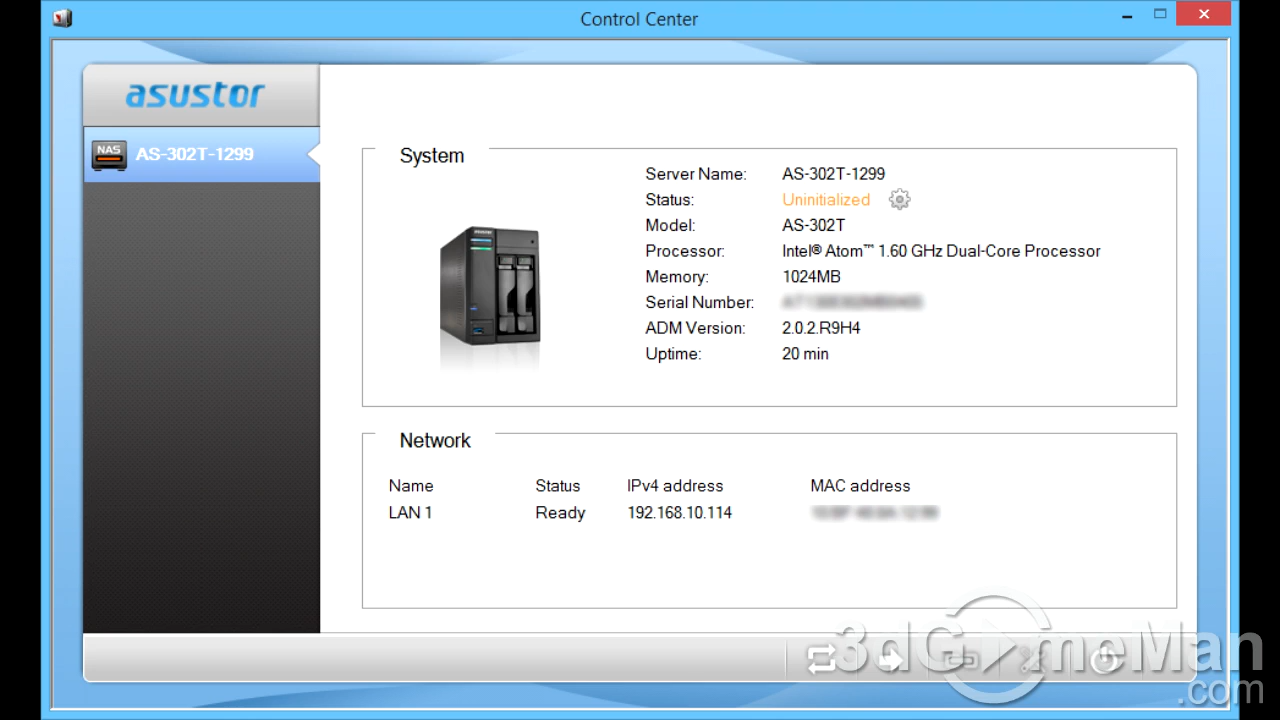 Control Center
asustor
NAS AS-302T-1299
System
Server Name: AS-302T-1299
Status: Uninitialized
Model: AS-302T
Processor: Intel® Atom™ 1.60 GHz Dual-Core Processor
Memory: 1024MB
Serial Number:
ADM Version: 2.0.2.R9H4
Uptime: 20 min
Network
Name Status IPv4 address MAC address
LAN 1 Ready 192.168.10.114
3dGameMan
.com